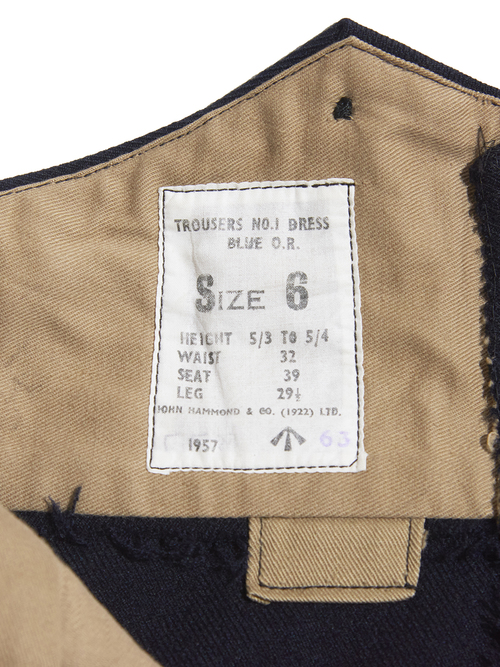 TROUSERS NO.1 DRESS
BLUE O.R.
SIZE 6
HEIGHT 5/3 TO 5/4
WAIST 32
SEAT 39
LEG 29½
JOHN HAMMOND & CO. (1922) LTD.
1957 63